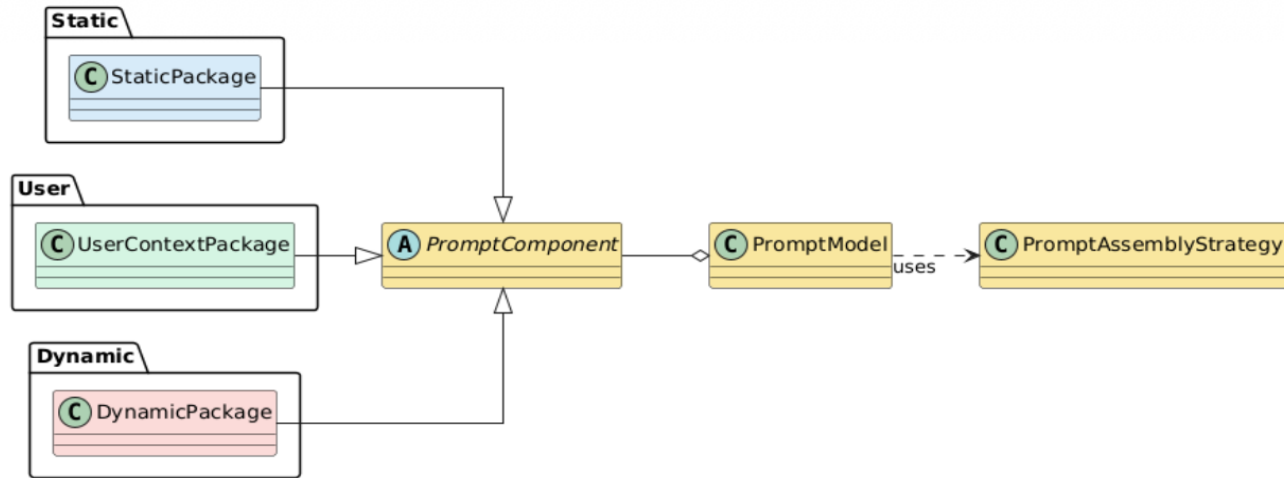 Static
C StaticPackage
User
C UserContextPackage
A PromptComponent
C PromptModel
uses
C PromptAssemblyStrategy
Dynamic
C DynamicPackage